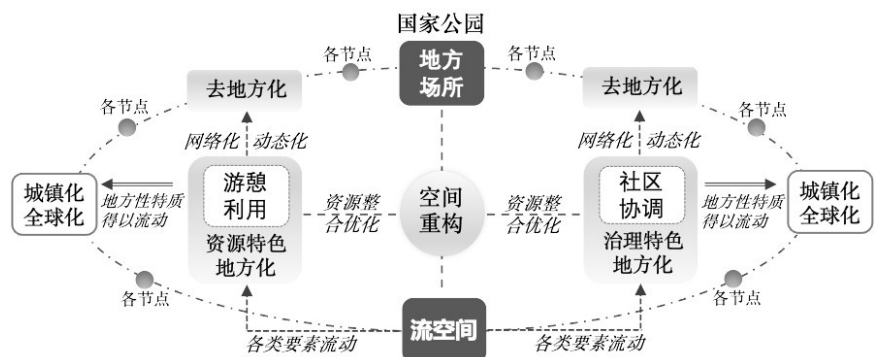 国家公园
各节点
地方
场所
各节点
去地方化
去地方化
各节点
各节点
网络化 动态化
网络化 动态化
城镇化
全球化
地方性特质
得以流动
游憩
利用
资源特色
地方化
资源整
合优化
空间
重构
资源整
合优化
社区
协调
治理特色
地方化
地方性特质
得以流动
城镇化
全球化
各节点
各节点
流空间
各类要素流动
各类要素流动